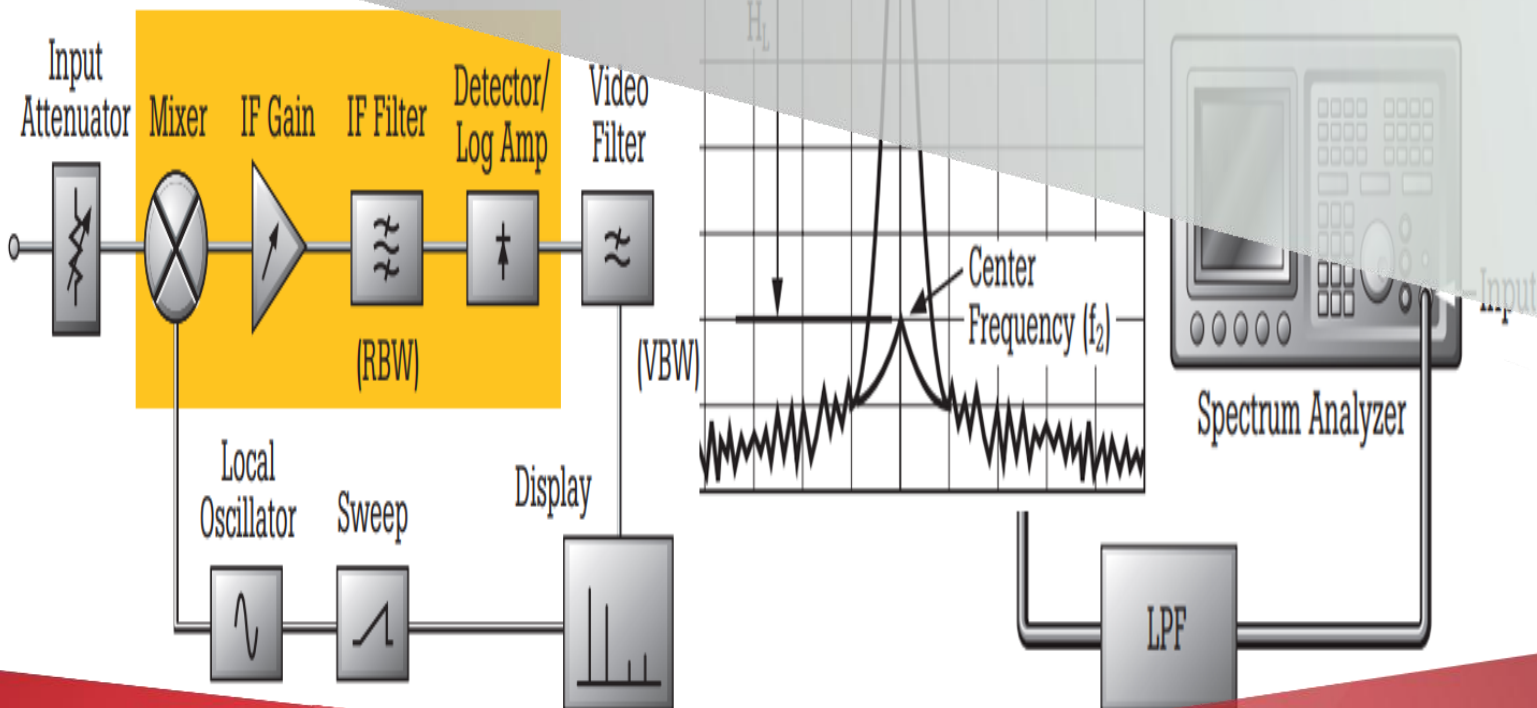 Input
Attenuator
Mixer
IF Gain
IF Filter
Detector/
Log Amp
Video
Filter
(RBW)
(VBW)
Local
Oscillator
Sweep
Display
H_L
Center
Frequency (f₂)
Input
Spectrum Analyzer
LPF